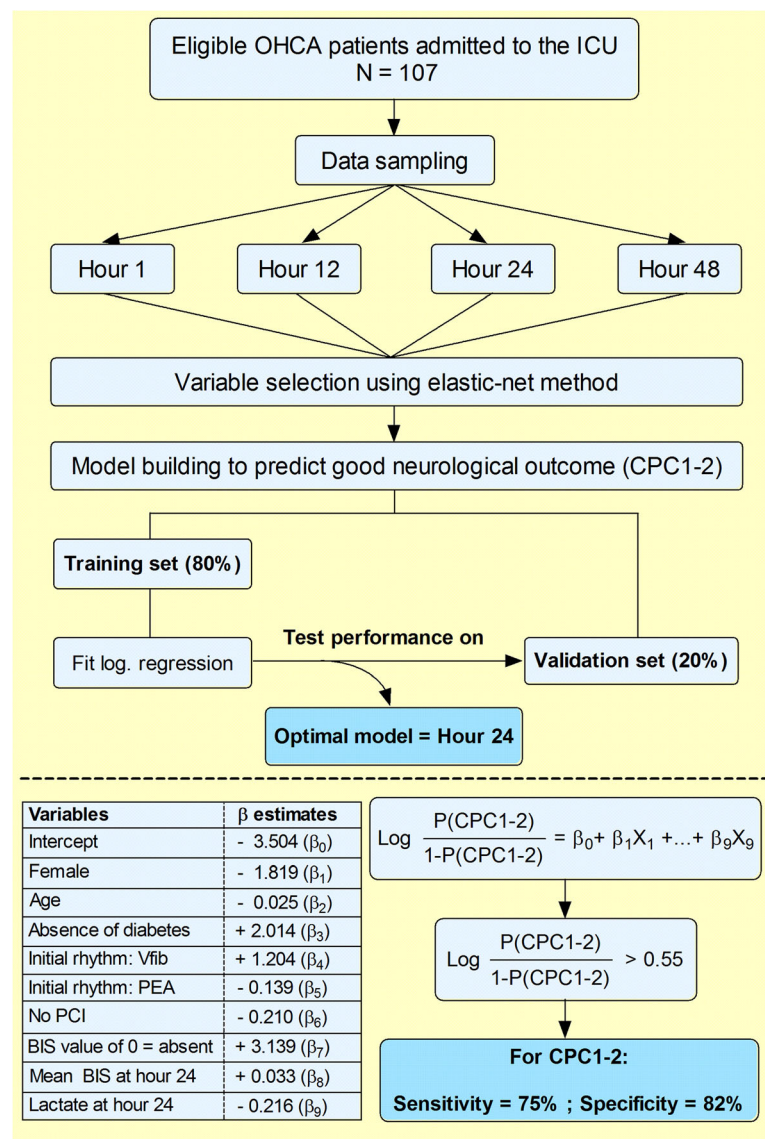 Eligible OHCA patients admitted to the ICU
N = 107
Data sampling
Hour 1
Hour 12
Hour 24
Hour 48
Variable selection using elastic-net method
Model building to predict good neurological outcome (CPC1-2)
Training set (80%)
Fit log. regression
Test performance on
Validation set (20%)
Optimal model = Hour 24
Variables β estimates
Intercept - 3.504 (β0)
Female - 1.819 (β1)
Age - 0.025 (β2)
Absence of diabetes + 2.014 (β3)
Initial rhythm: Vfib + 1.204 (β4)
Initial rhythm: PEA - 0.139 (β5)
No PCI - 0.210 (β6)
BIS value of 0 = absent + 3.139 (β7)
Mean BIS at hour 24 + 0.033 (β8)
Lactate at hour 24 - 0.216 (β9)
P(CPC1-2)
Log = β0+ β1X1 +...+ β9X9
1-P(CPC1-2)
P(CPC1-2)
Log > 0.55
1-P(CPC1-2)
For CPC1-2:
Sensitivity = 75% ; Specificity = 82%